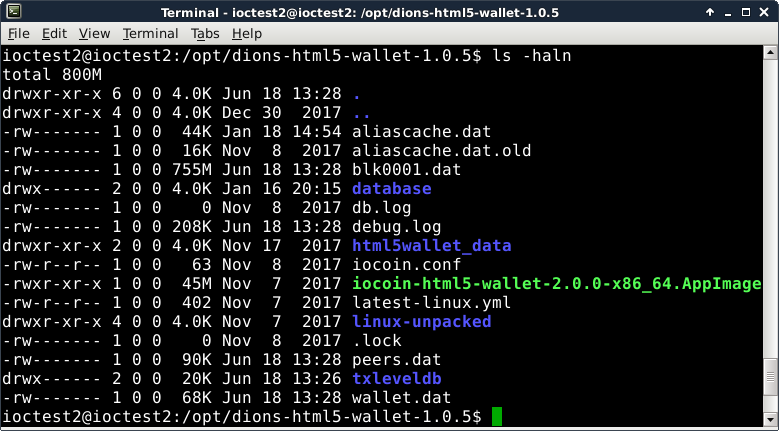 Terminal - ioctest2@ioctest2: /opt/dions-html5-wallet-1.0.5
File Edit View Terminal Tabs Help
ioctest2@ioctest2:/opt/dions-html5-wallet-1.0.5$ ls -haln
total 800M
drwxr-xr-x 6 0 0 4.0K Jun 18 13:28 .
drwxr-xr-x 4 0 0 4.0K Dec 30  2017 ..
-rw------- 1 0 0  44K Jan 18 14:54 aliascache.dat
-rw------- 1 0 0  16K Nov  8  2017 aliascache.dat.old
-rw------- 1 0 0 755M Jun 18 13:28 blk0001.dat
drwx------ 2 0 0 4.0K Jan 16 20:15 database
-rw------- 1 0 0    0 Nov  8  2017 db.log
-rw------- 1 0 0 208K Jun 18 13:28 debug.log
drwxr-xr-x 2 0 0 4.0K Nov 17  2017 html5wallet_data
-rw-r--r-- 1 0 0   63 Nov  8  2017 iocoin.conf
-rwxr-xr-x 1 0 0  45M Nov  7  2017 iocoin-html5-wallet-2.0.0-x86_64.AppImage
-rw-r--r-- 1 0 0  402 Nov  7  2017 latest-linux.yml
drwxr-xr-x 4 0 0 4.0K Nov  7  2017 linux-unpacked
-rw------- 1 0 0    0 Nov  8  2017 .lock
-rw------- 1 0 0  90K Jun 18 13:28 peers.dat
drwx------ 2 0 0  20K Jun 18 13:26 txleveldb
-rw------- 1 0 0  68K Jun 18 13:28 wallet.dat
ioctest2@ioctest2:/opt/dions-html5-wallet-1.0.5$